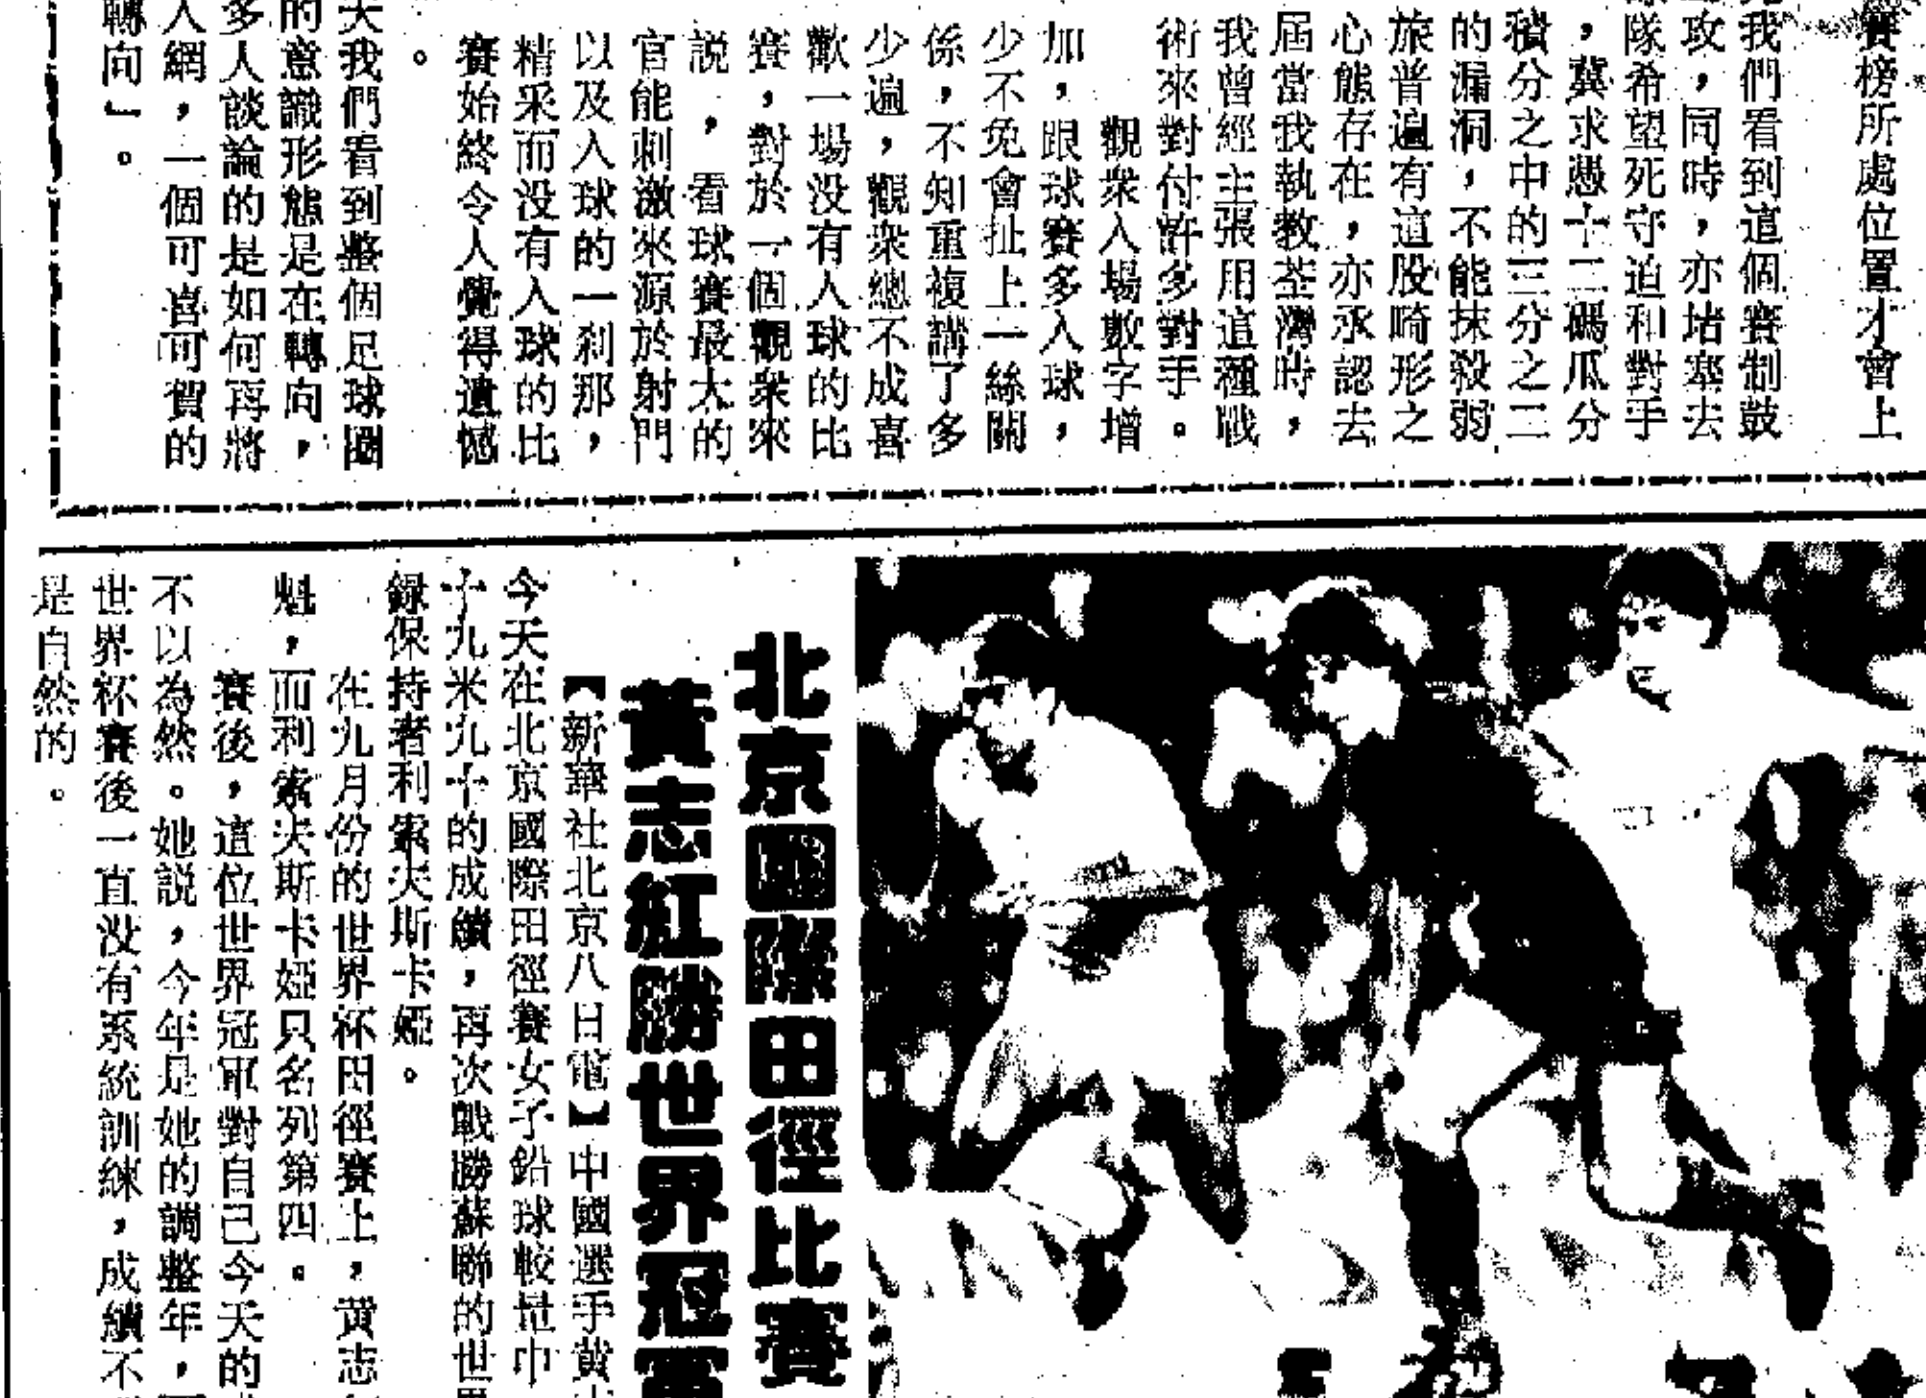 賽榜所處位置才會上
我們看到這個賽制鼓
攻，同時，亦堵塞去
隊希望死守迫和對手
，冀求憑十二碼瓜分
積分之中的三分之二
的漏洞，不能抹殺弱
旅普遍有這股畸形之
心態存在，亦承認去
屆當我執教荃灣時，
我曾經主張用這種戰
術來對付許多對手。
觀衆入場數字增
加，跟球賽多入球，
少不免會扯上一絲關
係，不知重複講了多
少遍，觀衆總不成喜
歡一場没有入球的比
賽，對於一個觀衆來
説，看球賽最大的
官能刺激來源於射門
以及入球的一剎那，
精采而没有入球的比
賽始終令人覺得遺憾
。
天我們看到整個足球圈
的意識形態是在轉向，
多人談論的是如何再將
人網，一個可喜可賀的
轉向」。
北京國際田徑比賽
黃志紅勝世界冠軍
【新華社北京八日電】中國選手黄
今天在北京國際田徑賽女子鉛球較量中
十九米九十的成績，再次戰勝蘇聯的世
録保持者利索夫斯卡婭。
在九月份的世界杯田徑賽上，黄志
魁，而利索夫斯卡婭只名列第四。
賽後，這位世界冠軍對自己今天的
不以為然。她説，今年是她的調整年，
世界杯賽後一直没有系統訓練，成績不
是自然的。